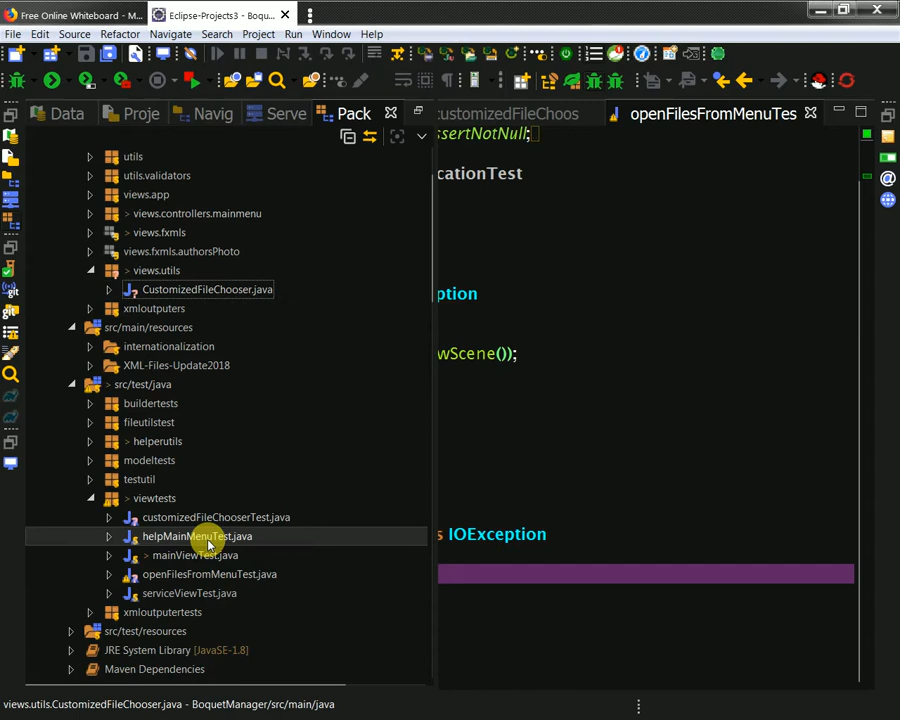 Free Online Whiteboard - M...
Eclipse-Projects3 - Boquet...
File Edit Source Refactor Navigate Search Project Run Window Help
Data Proje Navig Serve Pack
customizedFileChoos openFilesFromMenuTes
utils
utils.validators
views.app
> views.controllers.mainmenu
> views.fxmls
views.fxmls.authorsPhoto
> views.utils
CustomizedFileChooser.java
xmloutputers
src/main/resources
internationalization
XML-Files-Update2018
> src/test/java
buildertests
fileutilstest
> helperutils
modeltests
testutil
> viewtests
customizedFileChooserTest.java
helpMainMenuTest.java
> mainViewTest.java
openFilesFromMenuTest.java
serviceViewTest.java
xmloutputertests
src/test/resources
JRE System Library [JavaSE-1.8]
Maven Dependencies
ssertNotNull;
cationTest
ption
wScene());
s IOException
views.utils.CustomizedFileChooser.java - BoquetManager/src/main/java